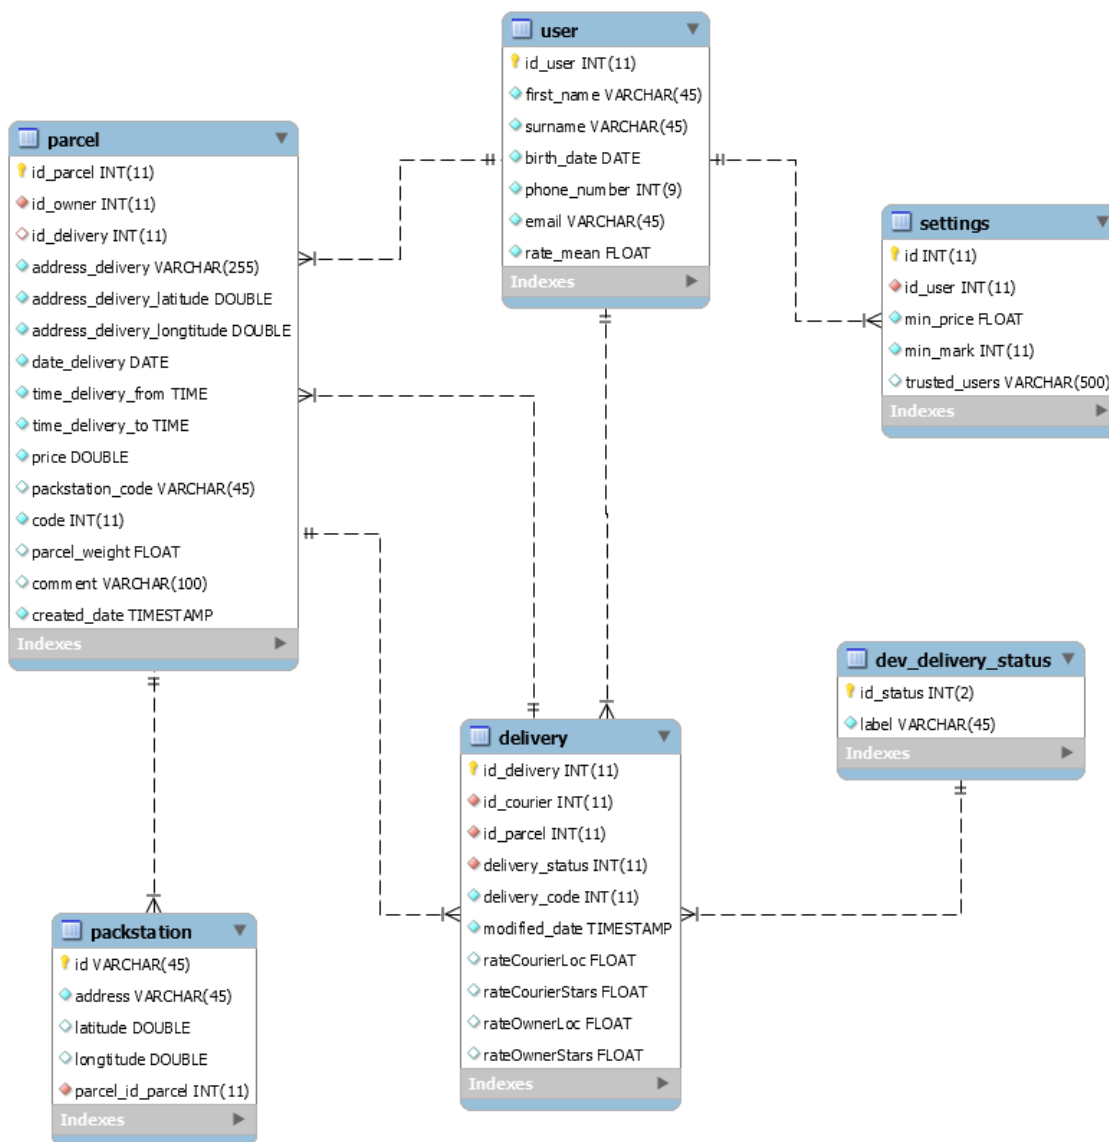 user
id_user INT(11)
first_name VARCHAR(45)
surname VARCHAR(45)
birth_date DATE
phone_number INT(9)
email VARCHAR(45)
rate_mean FLOAT
Indexes
parcel
id_parcel INT(11)
id_owner INT(11)
id_delivery INT(11)
address_delivery VARCHAR(255)
address_delivery_latitude DOUBLE
address_delivery_longtitude DOUBLE
date_delivery DATE
time_delivery_from TIME
time_delivery_to TIME
price DOUBLE
packstation_code VARCHAR(45)
code INT(11)
parcel_weight FLOAT
comment VARCHAR(100)
created_date TIMESTAMP
Indexes
settings
id INT(11)
id_user INT(11)
min_price FLOAT
min_mark INT(11)
trusted_users VARCHAR(500)
Indexes
dev_delivery_status
id_status INT(2)
label VARCHAR(45)
Indexes
delivery
id_delivery INT(11)
id_courier INT(11)
id_parcel INT(11)
delivery_status INT(11)
delivery_code INT(11)
modified_date TIMESTAMP
rateCourierLoc FLOAT
rateCourierStars FLOAT
rateOwnerLoc FLOAT
rateOwnerStars FLOAT
Indexes
packstation
id VARCHAR(45)
address VARCHAR(45)
latitude DOUBLE
longtitude DOUBLE
parcel_id_parcel INT(11)
Indexes